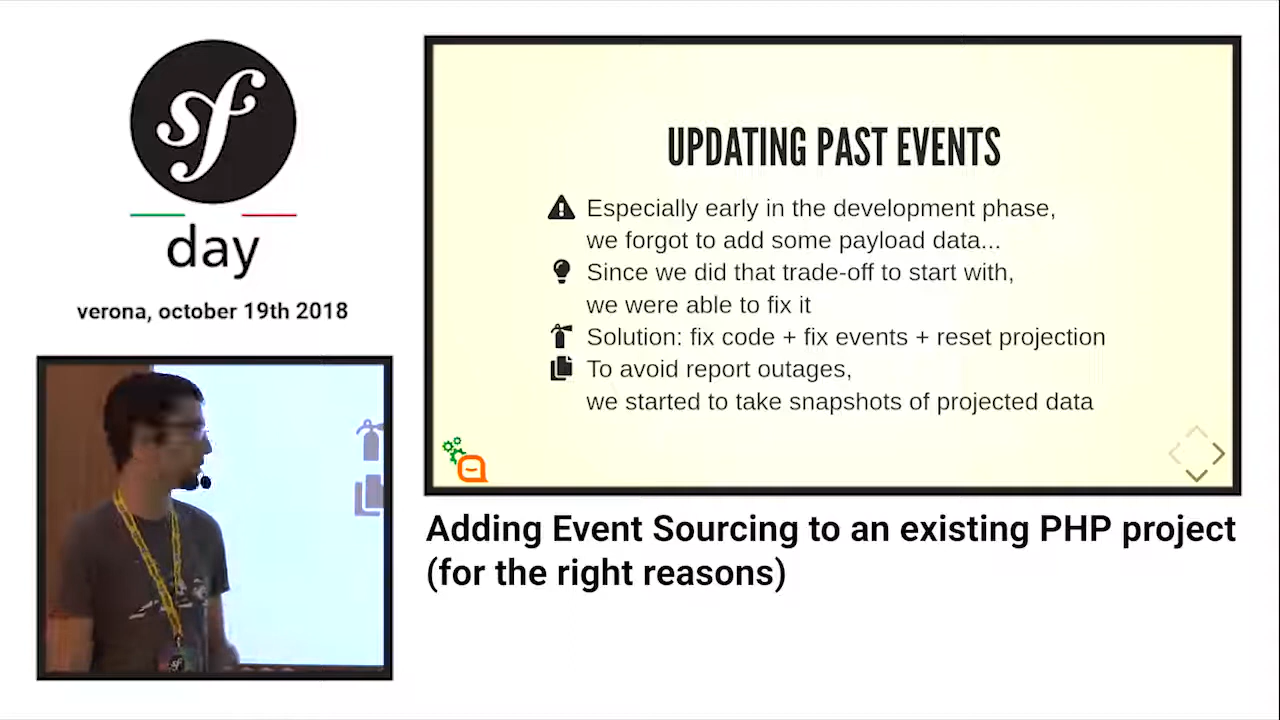 sf
day
verona, october 19th 2018
UPDATING PAST EVENTS
Especially early in the development phase,
we forgot to add some payload data...
Since we did that trade-off to start with,
we were able to fix it
Solution: fix code + fix events + reset projection
To avoid report outages,
we started to take snapshots of projected data
Adding Event Sourcing to an existing PHP project
(for the right reasons)
sf